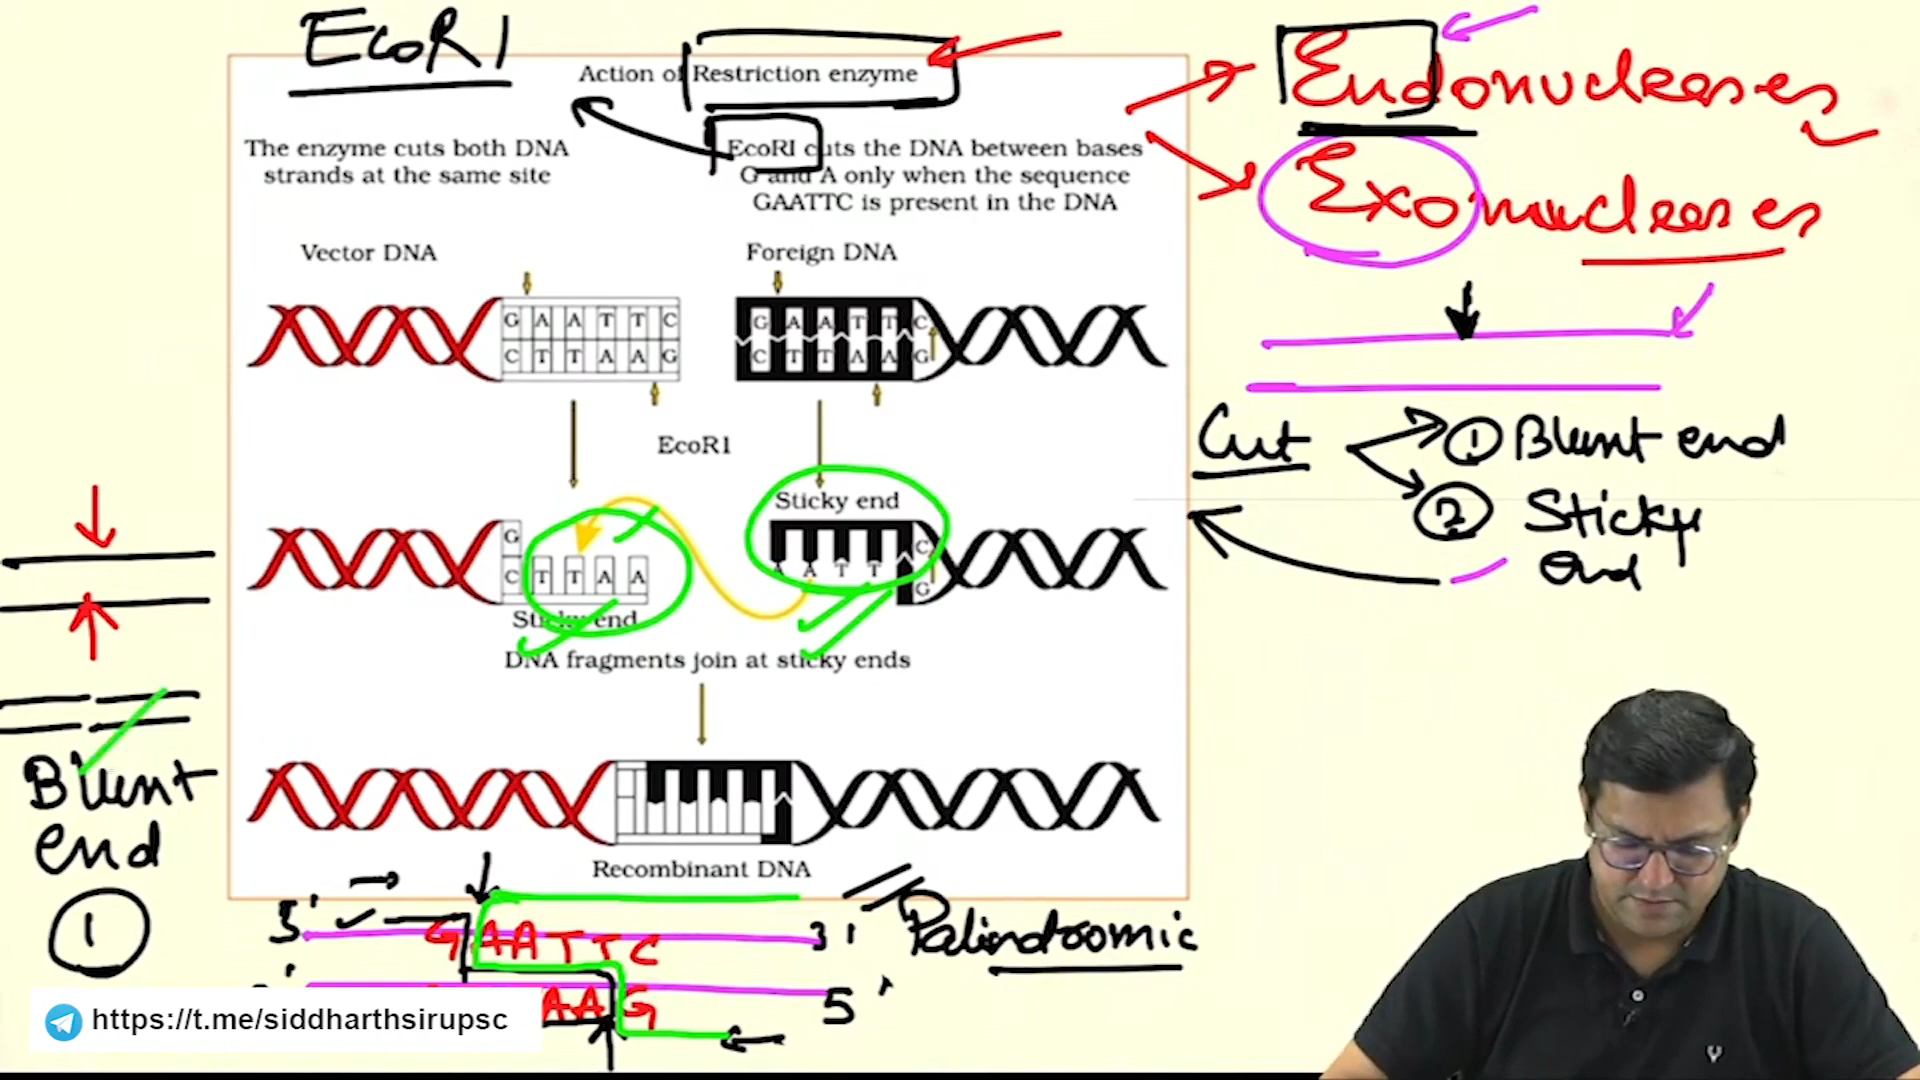 EcoR1
Action of Restriction enzyme
The enzyme cuts both DNA
strands at the same site
EcoRI cuts the DNA between bases
G and A only when the sequence
GAATTC is present in the DNA
Endonucleases
Exonucleases
Vector DNA
Foreign DNA
G A A T T C
C T T A A G
G A A T T C
C T T A A G
EcoR1
Cut
① Blunt end
② Sticky
end
Sticky end
G
C T T A A
C
A A T T
G
Sticky end
DNA fragments join at sticky ends
Blunt
end
1
Recombinant DNA
5' GAATTC 3'
Palindromic
AAG 5'
https://t.me/siddharthsirupsc